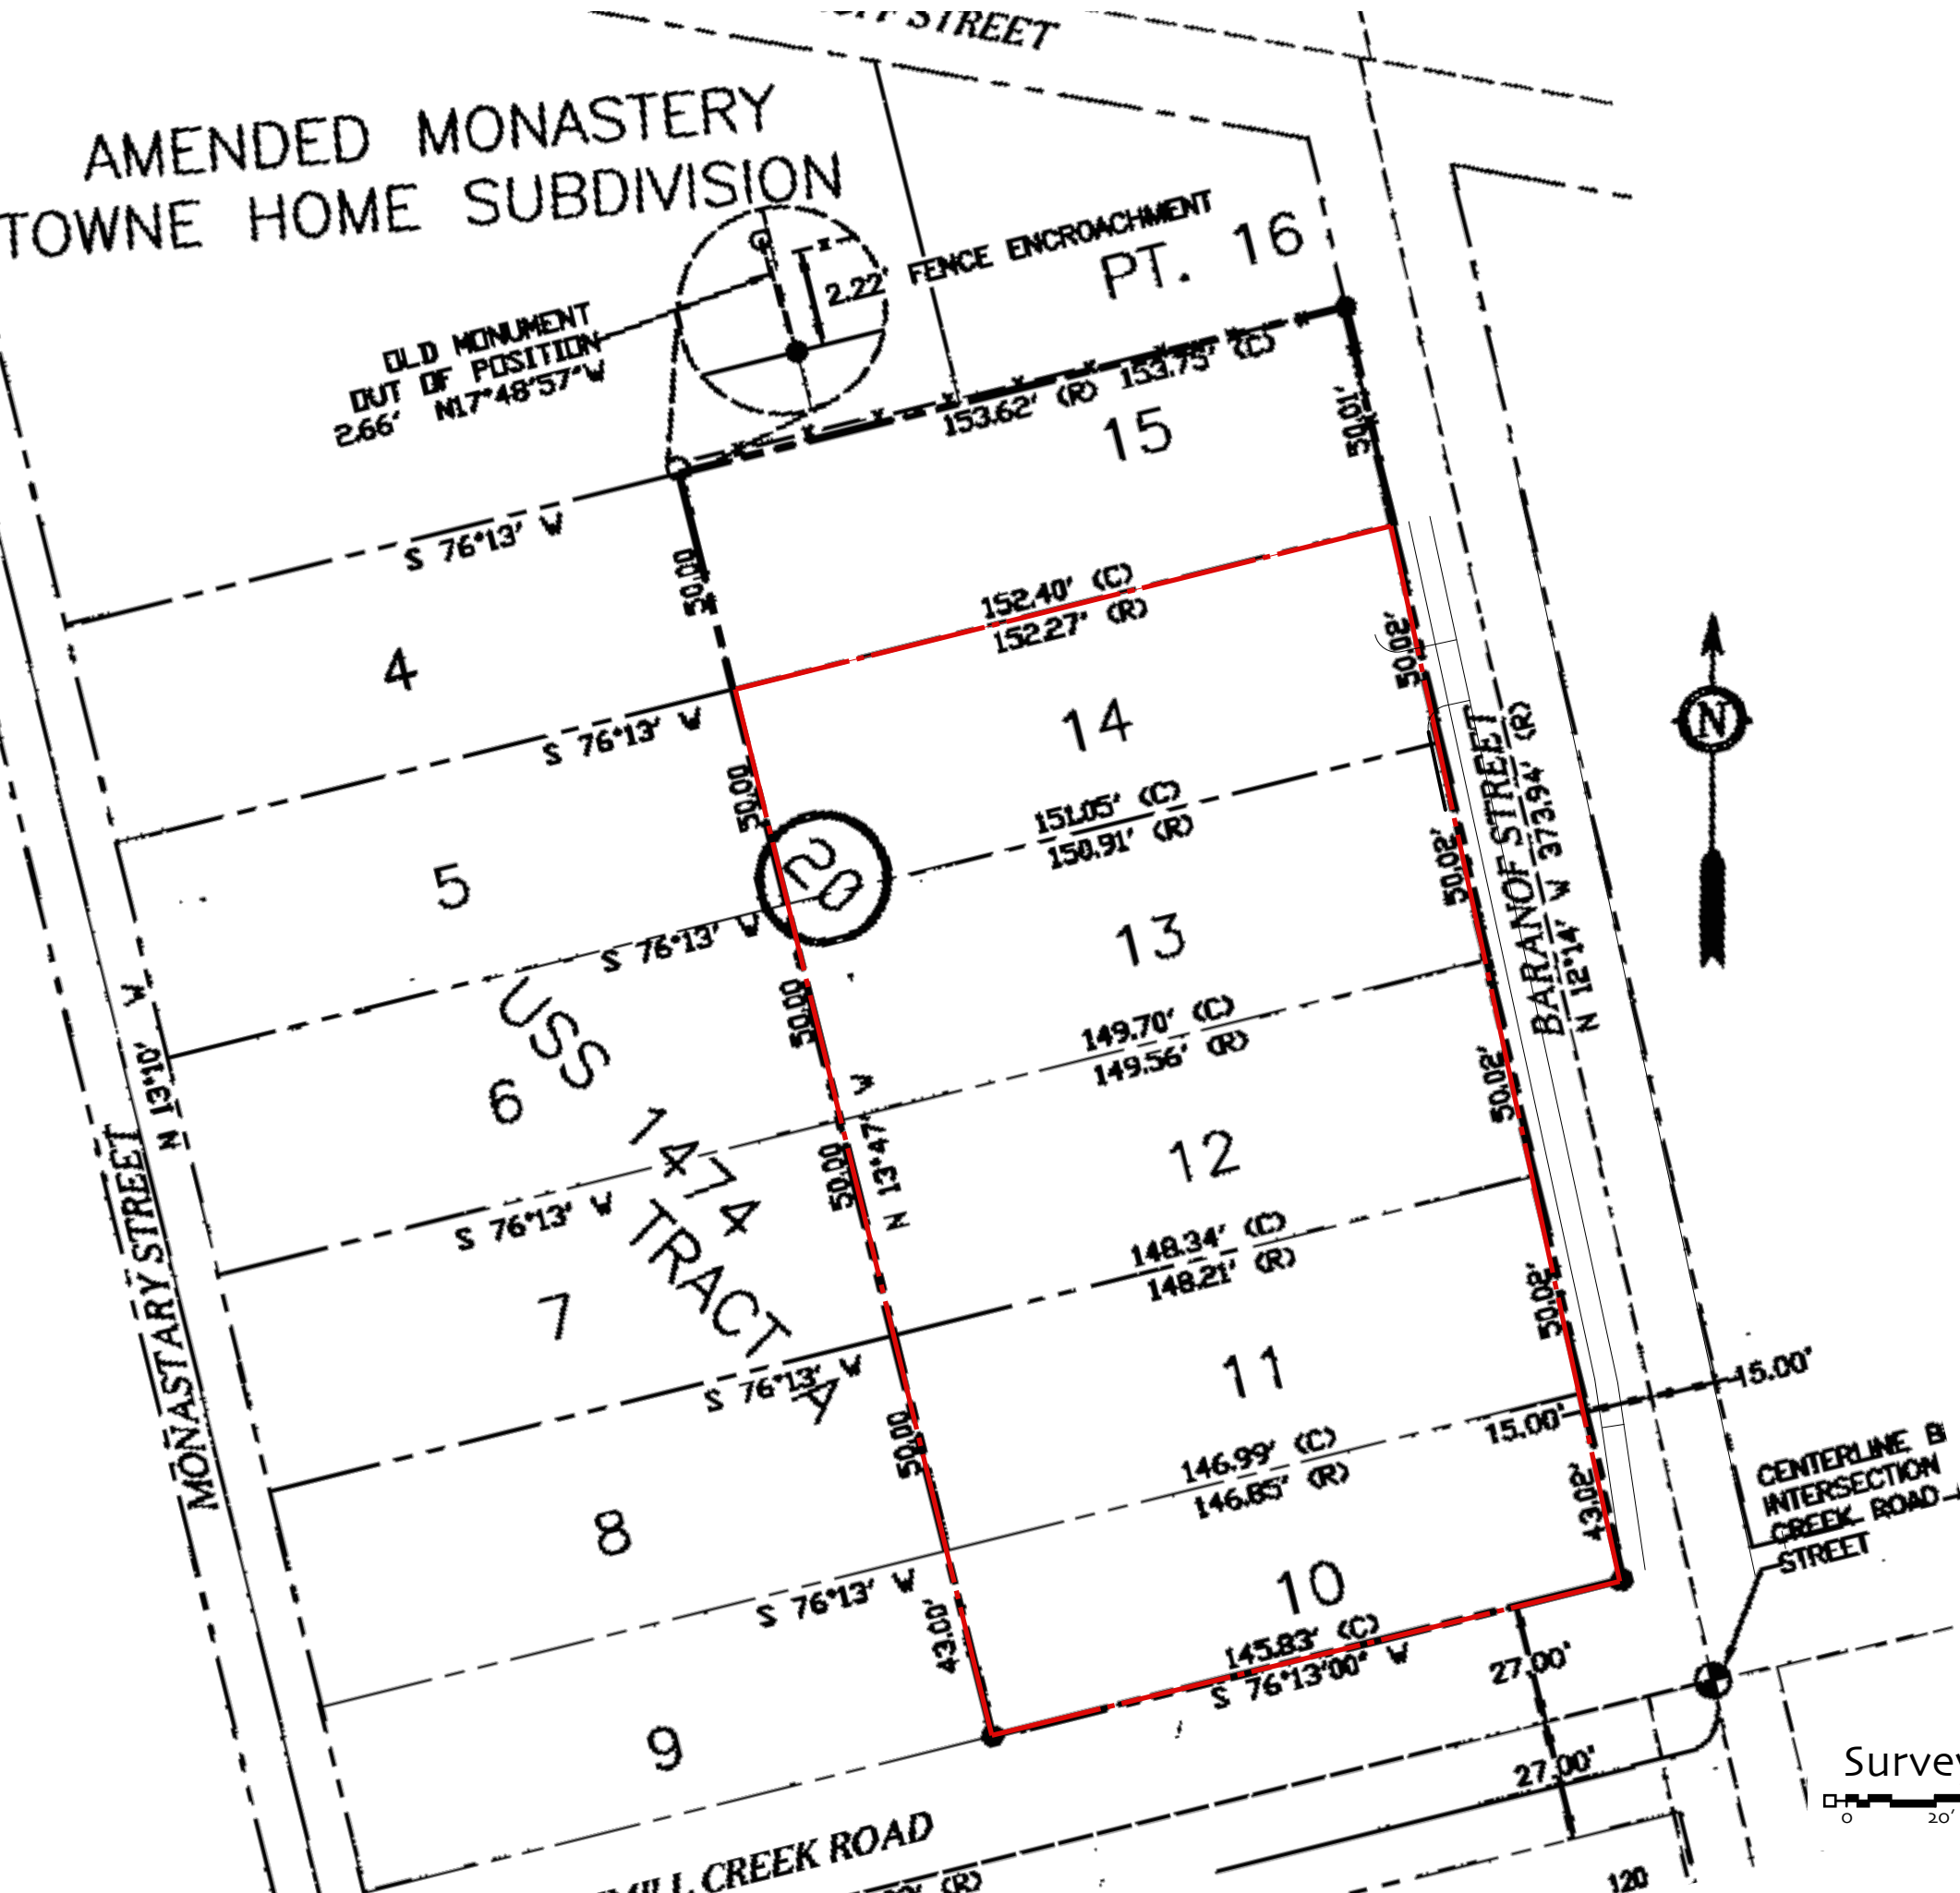 STREET
AMENDED MONASTERY
TOWNE HOME SUBDIVISION
FENCE ENCROACHMENT
PT. 16
2.22'
OLD MONUMENT
OUT OF POSITION
2.66' N17°48'57"W
153.62' (R) 153.75' (C)
15
50.01'
S 76°13' W
50.00
4
152.40' (C)
152.27' (R)
50.02'
N
S 76°13' W
14
50.00
5
20
151.05' (C)
150.91' (R)
50.02'
BARANOF STREET
N 12°14' W 373.94' (R)
S 76°13' W
13
50.00
USS 1474
TRACT A
6
149.70' (C)
149.56' (R)
50.02'
N 13°10' W
MONASTARY STREET
50.00
N 13°47' W
12
S 76°13' W
7
148.34' (C)
148.21' (R)
50.02'
S 76°13' W
11
15.00'
15.00'
50.00
8
146.99' (C)
146.85' (R)
43.02'
CENTERLINE
INTERSECTION
CREEK ROAD
STREET
S 76°13' W
10
43.00'
145.83' (C)
S 76°13'00" W
27.00'
9
27.00'
MILL CREEK ROAD
(R)
120
0 20'